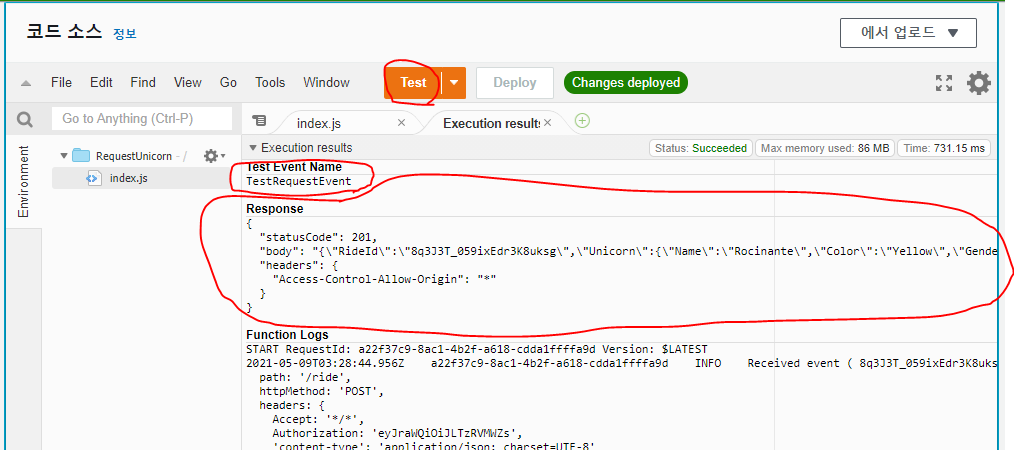 코드 소스 정보
에서 업로드 ▼
File Edit Find View Go Tools Window Test Deploy Changes deployed
Go to Anything (Ctrl-P)
index.js × Execution results ×
Environment
RequestUnicorn - /
index.js
Execution results
Status: Succeeded Max memory used: 86 MB Time: 731.15 ms
Test Event Name
TestRequestEvent
Response
{
"statusCode": 201,
"body": "{\"RideId\":\"8q3J3T_059ixEdr3K8uksg\",\"Unicorn\":{\"Name\":\"Rocinante\",\"Color\":\"Yellow\",\"Gende
"headers": {
"Access-Control-Allow-Origin": "*"
}
}
Function Logs
START RequestId: a22f37c9-8ac1-4b2f-a618-cdda1ffffa9d Version: $LATEST
2021-05-09T03:28:44.956Z a22f37c9-8ac1-4b2f-a618-cdda1ffffa9d INFO Received event ( 8q3J3T_059ixEdr3K8uks
path: '/ride',
httpMethod: 'POST',
headers: {
Accept: '*/*',
Authorization: 'eyJraWQiOiJLTzRVMWZs',
'content-type': 'application/json; charset=UTF-8'